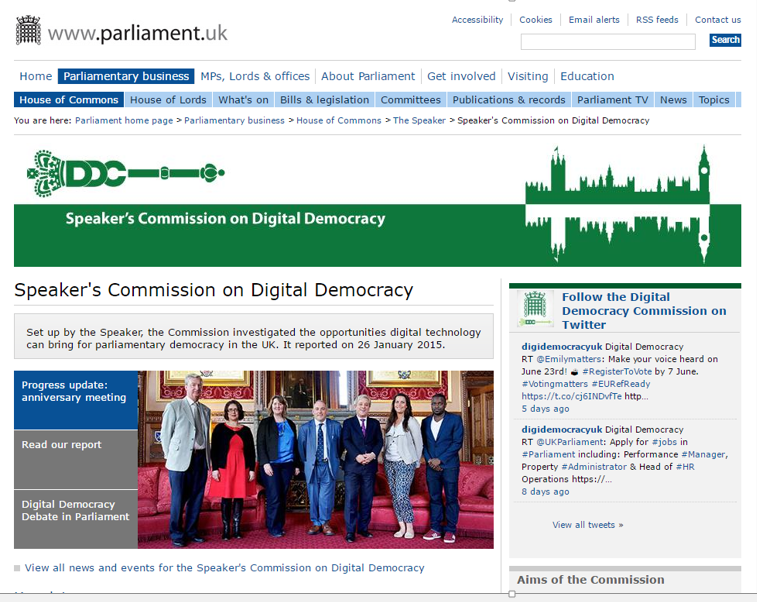 www.parliament.uk
Accessibility Cookies Email alerts RSS feeds Contact us
Search
Home Parliamentary business MPs, Lords & offices About Parliament Get involved Visiting Education
House of Commons House of Lords What's on Bills & legislation Committees Publications & records Parliament TV News Topics
You are here: Parliament home page > Parliamentary business > House of Commons > The Speaker > Speaker's Commission on Digital Democracy
DDC
Speaker's Commission on Digital Democracy
Speaker's Commission on Digital Democracy
Set up by the Speaker, the Commission investigated the opportunities digital technology
can bring for parliamentary democracy in the UK. It reported on 26 January 2015.
Progress update:
anniversary meeting
Read our report
Digital Democracy
Debate in Parliament
View all news and events for the Speaker's Commission on Digital Democracy
Follow the Digital
Democracy Commission on
Twitter
digidemocracyuk Digital Democracy
RT @Emilymatters: Make your voice heard on
June 23rd! #RegisterToVote by 7 June.
#Votingmatters #EURefReady
https://t.co/cj6INDvfTe http...
5 days ago
digidemocracyuk Digital Democracy
RT @UKParliament: Apply for #jobs in
#Parliament including: Performance #Manager,
Property #Administrator & Head of #HR
Operations https://...
8 days ago
View all tweets »
Aims of the Commission